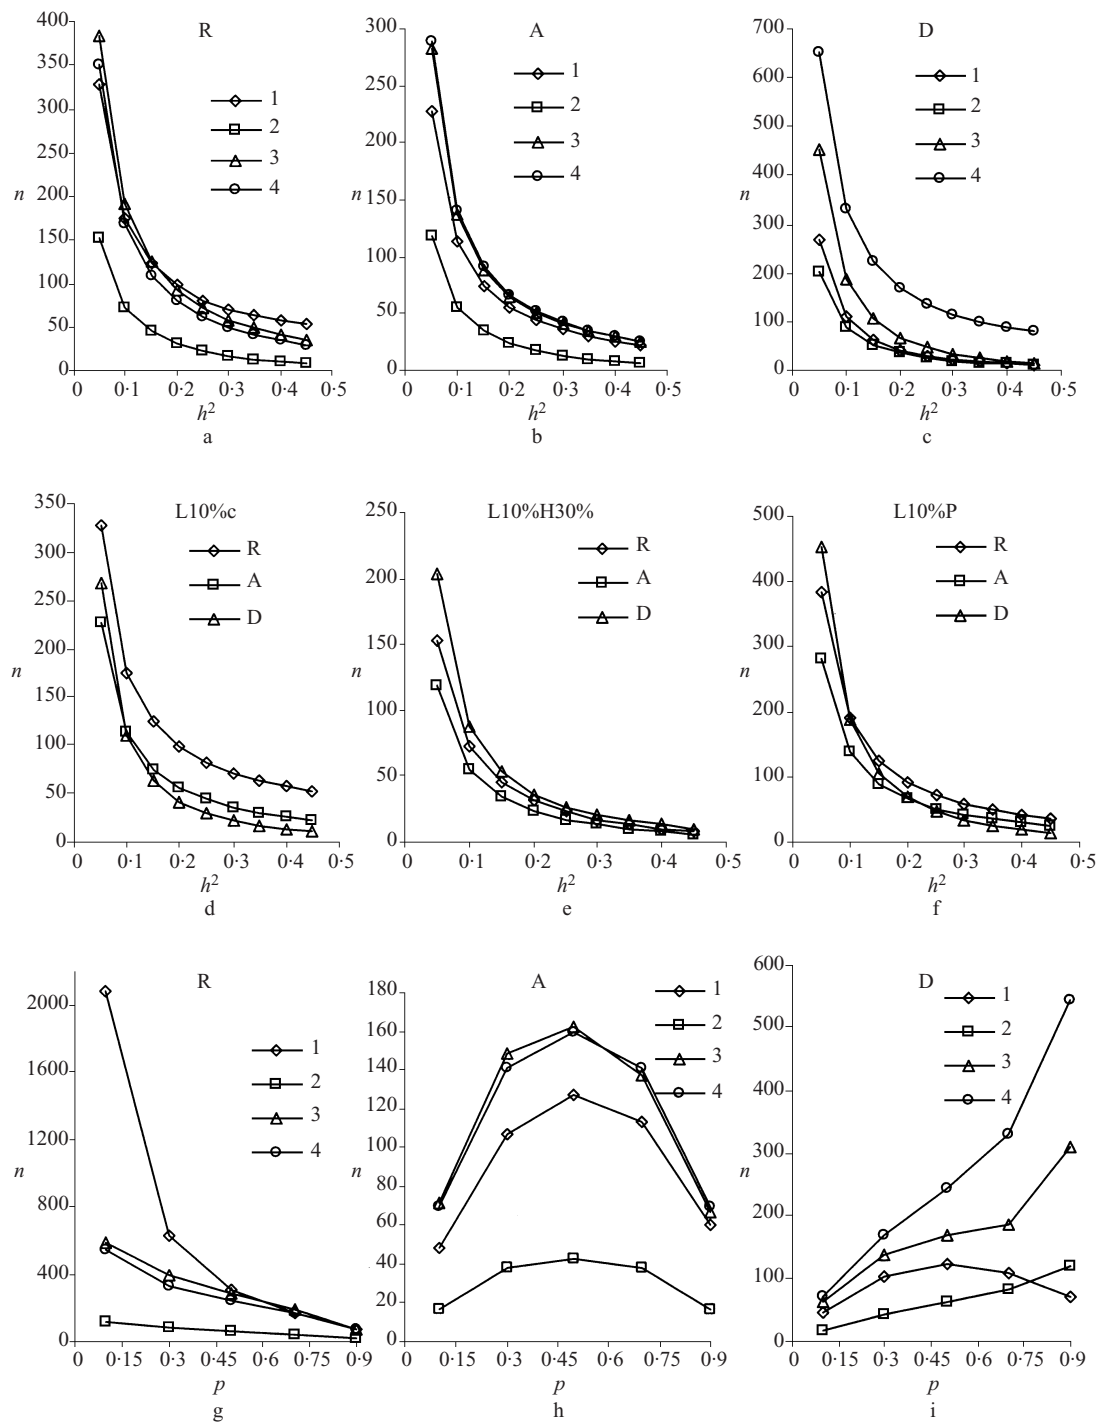 R
400
350
300
250
200
150
100
50
0
n
1
2
3
4
0 0·1 0·2 0·3 0·4 0·5
h²
a
A
300
250
200
150
100
50
0
n
1
2
3
4
0 0·1 0·2 0·3 0·4 0·5
h²
b
D
700
600
500
400
300
200
100
0
n
1
2
3
4
0 0·1 0·2 0·3 0·4 0·5
h²
c
L10%c
350
300
250
200
150
100
50
0
n
R
A
D
0 0·1 0·2 0·3 0·4 0·5
h²
d
L10%H30%
250
200
150
100
50
0
n
R
A
D
0 0·1 0·2 0·3 0·4 0·5
h²
e
L10%P
500
400
300
200
100
0
n
R
A
D
0 0·1 0·2 0·3 0·4 0·5
h²
f
R
2000
1600
1200
800
400
0
n
1
2
3
4
0 0·15 0·3 0·45 0·6 0·75 0·9
p
g
A
180
160
140
120
100
80
60
40
20
0
n
1
2
3
4
0 0·15 0·3 0·45 0·6 0·75 0·9
p
h
D
600
500
400
300
200
100
0
n
1
2
3
4
0 0·15 0·3 0·45 0·6 0·75 0·9
p
i